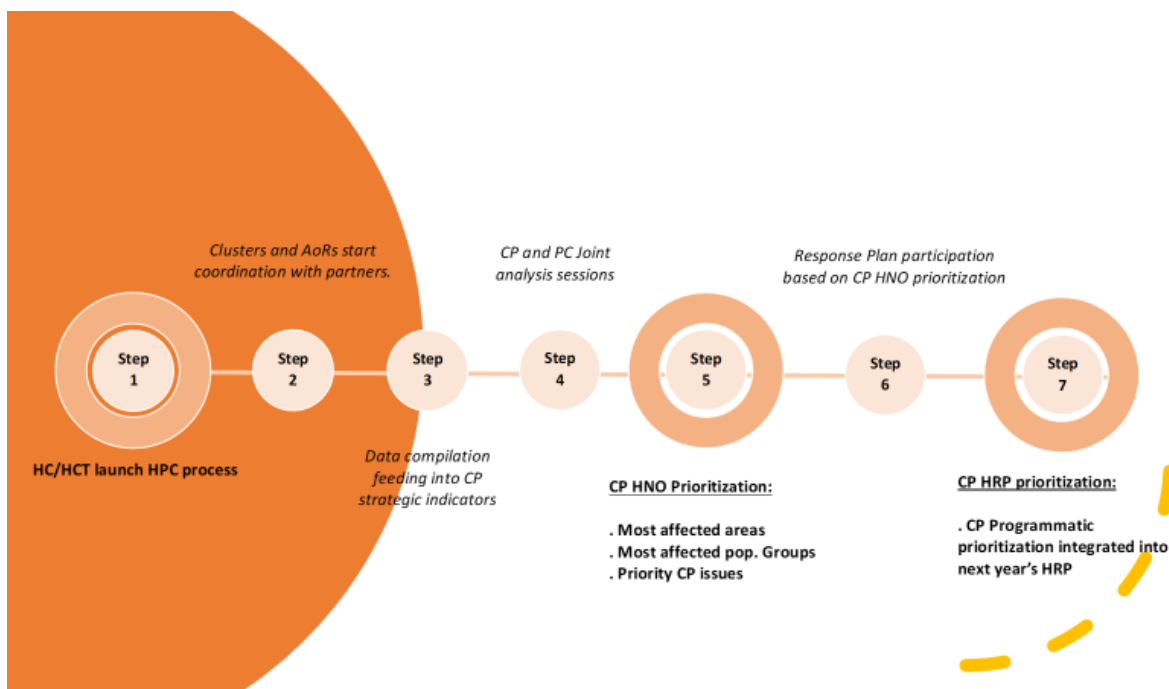 Clusters and AoRs start
coordination with partners.
CP and PC Joint
analysis sessions
Response Plan participation
based on CP HNO prioritization
Step
1
Step
2
Step
3
Step
4
Step
5
Step
6
Step
7
HC/HCT launch HPC process
Data compilation
feeding into CP
strategic indicators
CP HNO Prioritization:
. Most affected areas
. Most affected pop. Groups
. Priority CP issues
CP HRP prioritization:
. CP Programmatic
prioritization integrated into
next year's HRP